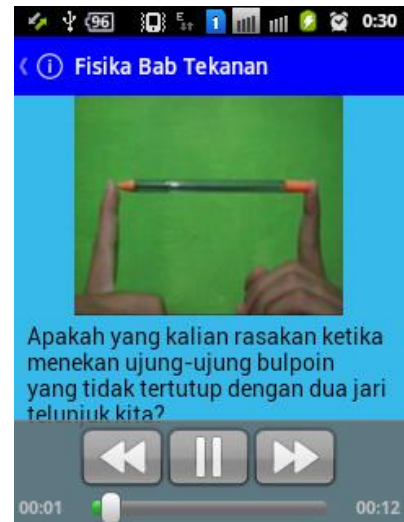 96 E 1 0:30
Fisika Bab Tekanan
Apakah yang kalian rasakan ketika
menekan ujung-ujung bulpoin
yang tidak tertutup dengan dua jari
telunjuk kita?
00:01 00:12